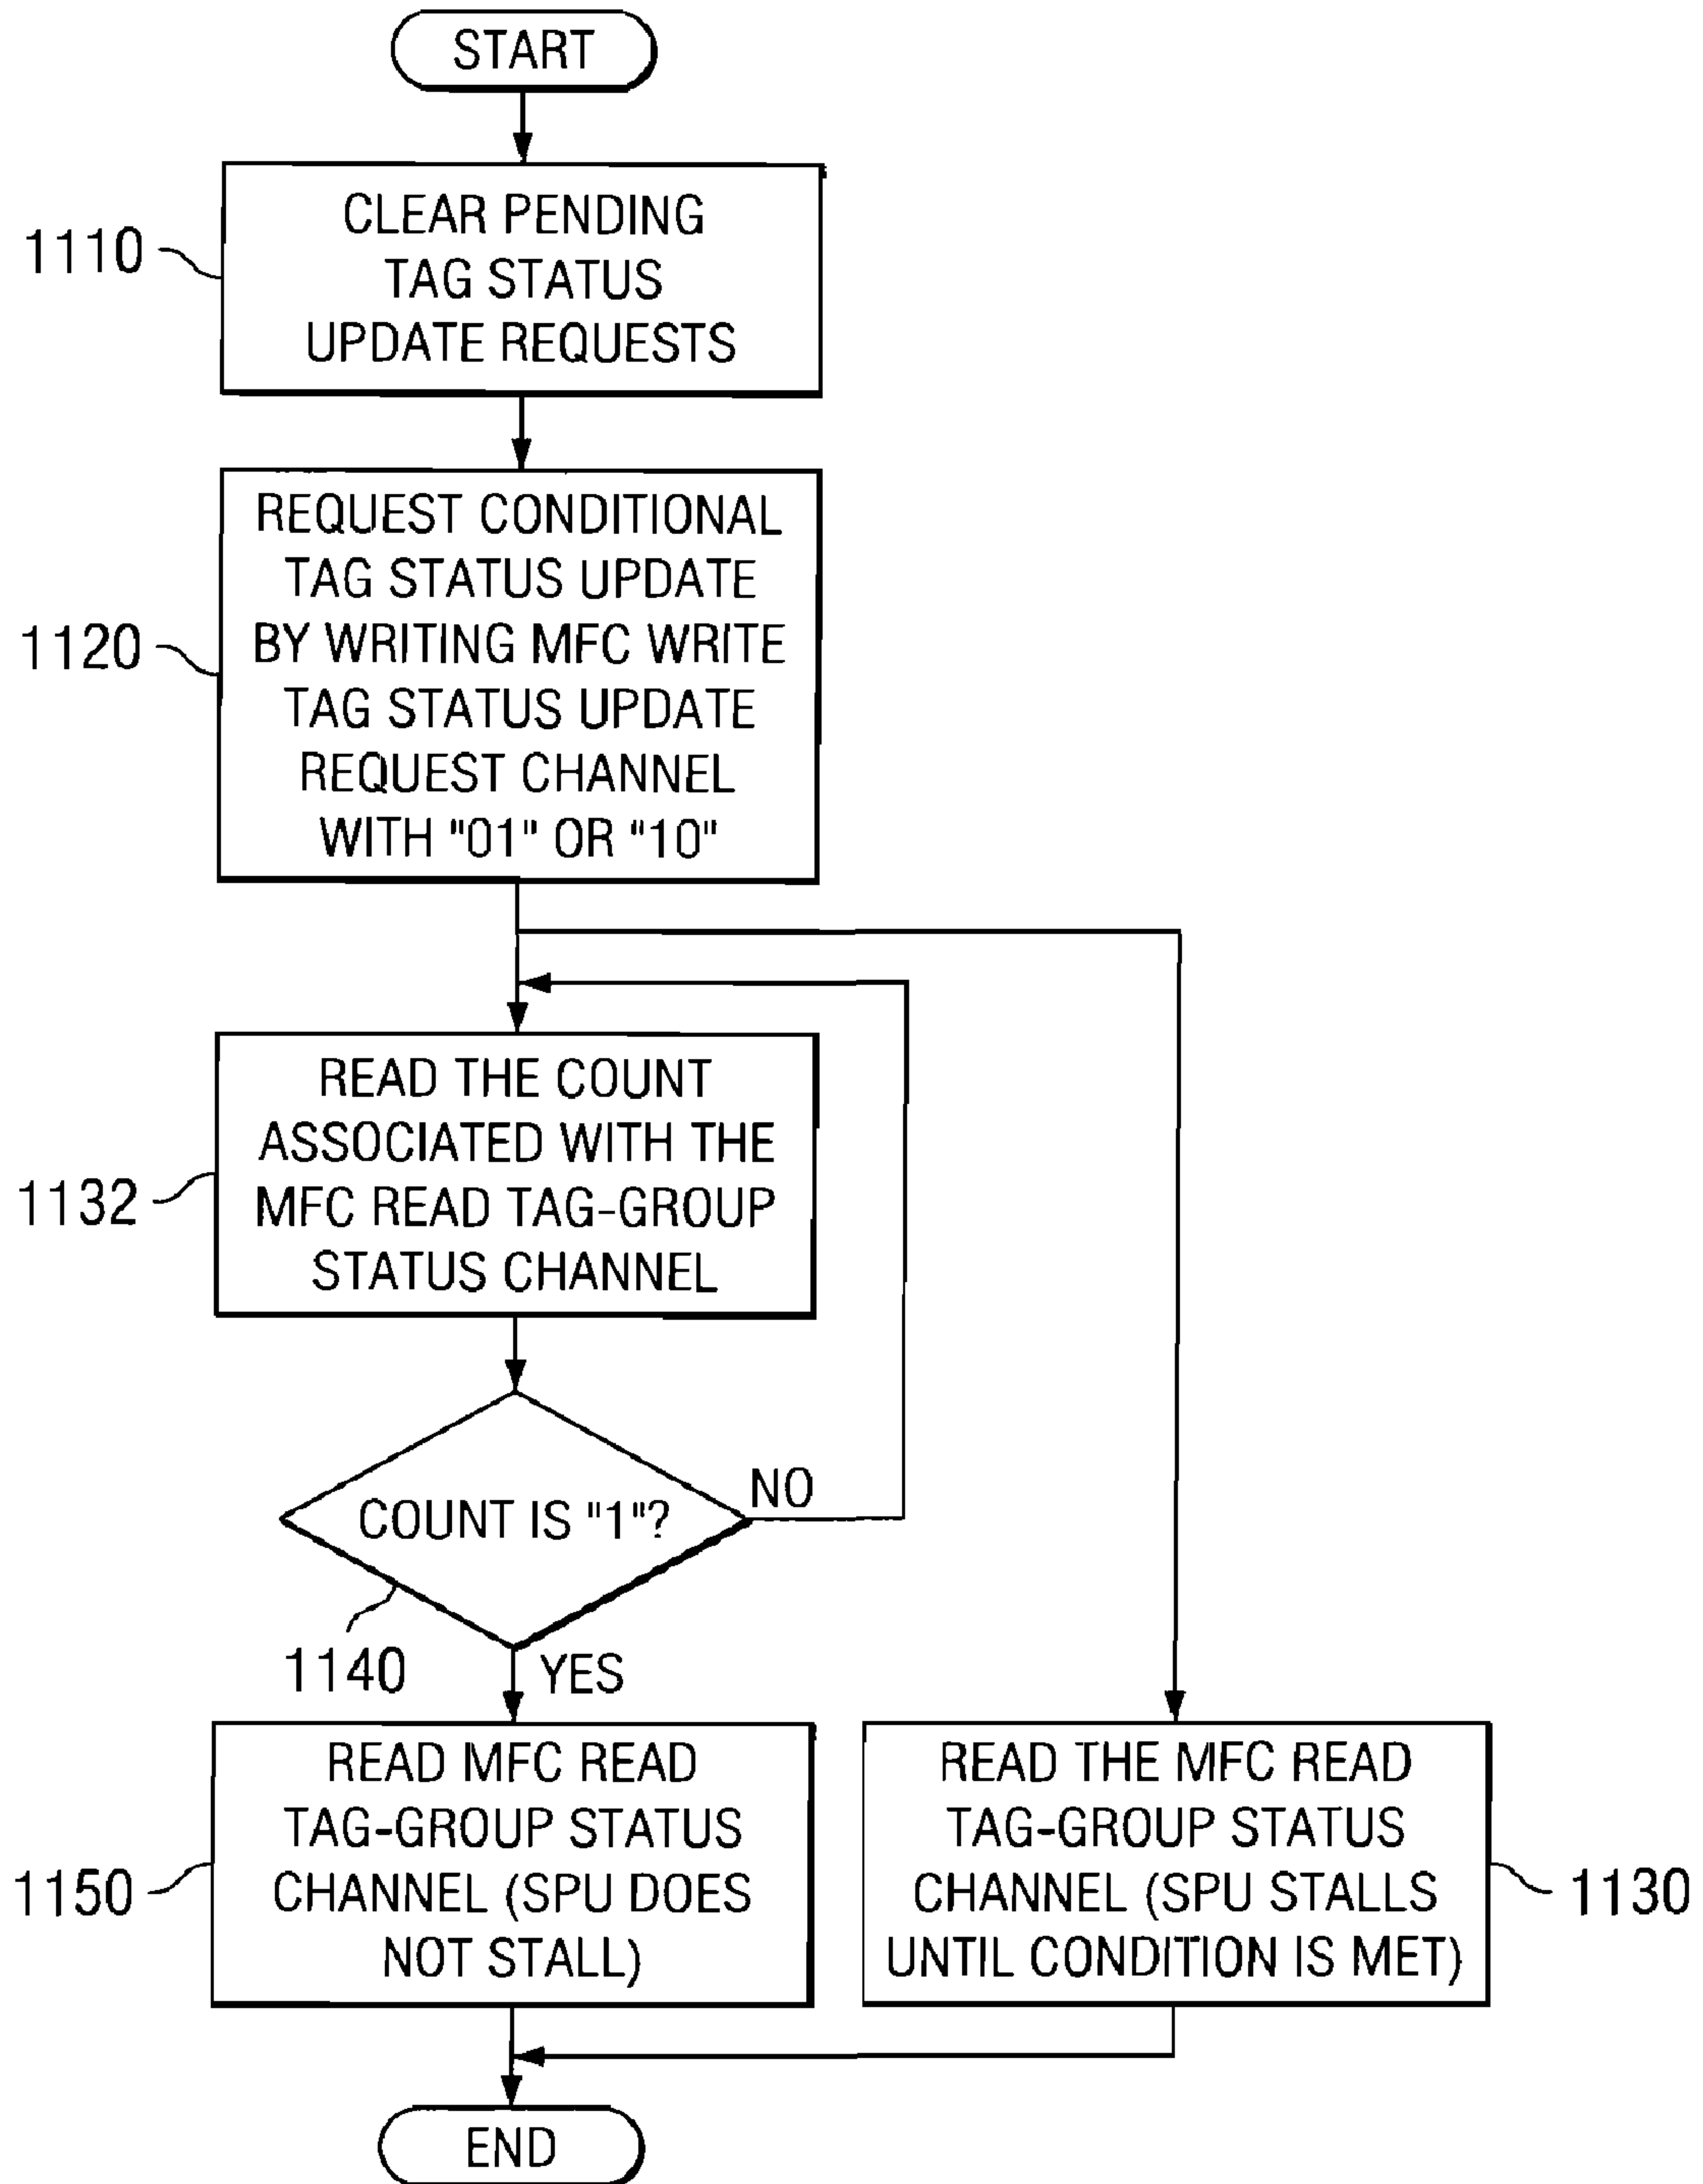 START
1110
CLEAR PENDING
TAG STATUS
UPDATE REQUESTS
1120
REQUEST CONDITIONAL
TAG STATUS UPDATE
BY WRITING MFC WRITE
TAG STATUS UPDATE
REQUEST CHANNEL
WITH "01" OR "10"
1132
READ THE COUNT
ASSOCIATED WITH THE
MFC READ TAG-GROUP
STATUS CHANNEL
COUNT IS "1"?
NO
1140
YES
1150
READ MFC READ
TAG-GROUP STATUS
CHANNEL (SPU DOES
NOT STALL)
READ THE MFC READ
TAG-GROUP STATUS
CHANNEL (SPU STALLS
UNTIL CONDITION IS MET)
1130
END